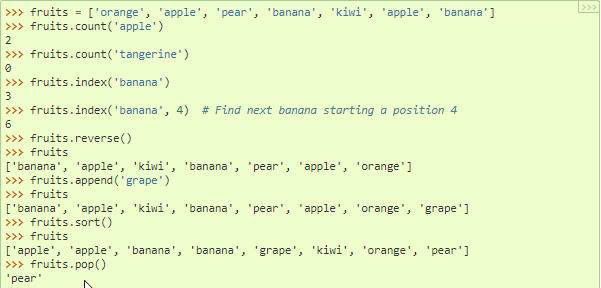 >>>
>>> fruits = ['orange', 'apple', 'pear', 'banana', 'kiwi', 'apple', 'banana']
>>> fruits.count('apple')
2
>>> fruits.count('tangerine')
0
>>> fruits.index('banana')
3
>>> fruits.index('banana', 4)  # Find next banana starting a position 4
6
>>> fruits.reverse()
>>> fruits
['banana', 'apple', 'kiwi', 'banana', 'pear', 'apple', 'orange']
>>> fruits.append('grape')
>>> fruits
['banana', 'apple', 'kiwi', 'banana', 'pear', 'apple', 'orange', 'grape']
>>> fruits.sort()
>>> fruits
['apple', 'apple', 'banana', 'banana', 'grape', 'kiwi', 'orange', 'pear']
>>> fruits.pop()
'pear'